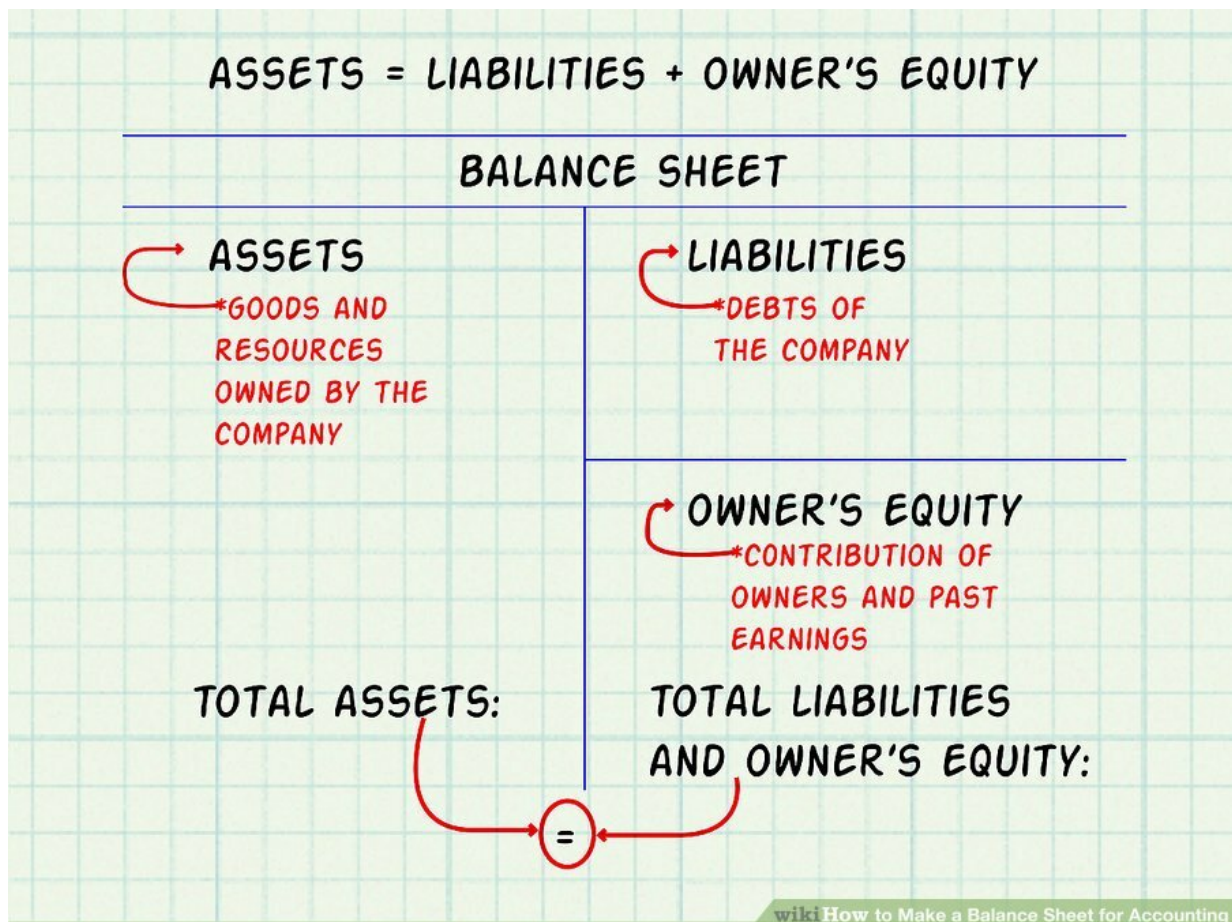 ASSETS = LIABILITIES + OWNER'S EQUITY
BALANCE SHEET
ASSETS
*GOODS AND
RESOURCES
OWNED BY THE
COMPANY
LIABILITIES
*DEBTS OF
THE COMPANY
OWNER'S EQUITY
*CONTRIBUTION OF
OWNERS AND PAST
EARNINGS
TOTAL ASSETS:
TOTAL LIABILITIES
AND OWNER'S EQUITY:
=
wikiHow to Make a Balance Sheet for Accounting